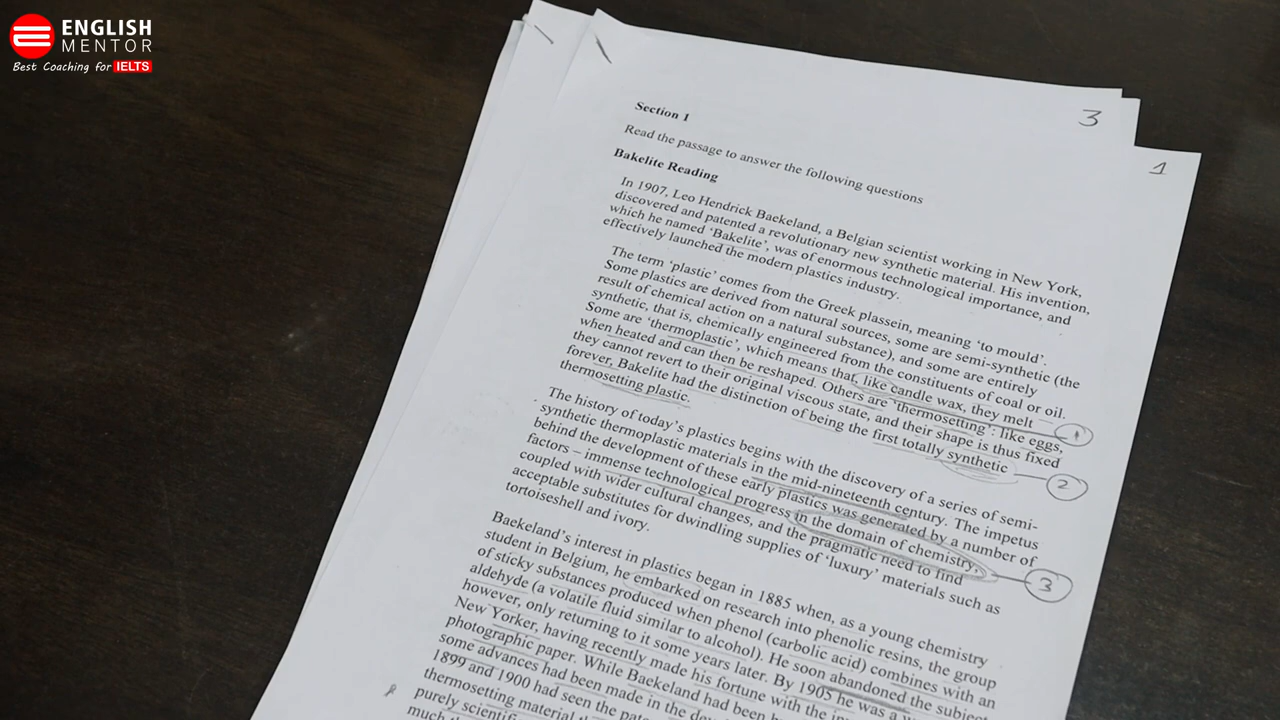 ENGLISH
MENTOR
Best Coaching for IELTS
3
1
Section 1
Read the passage to answer the following questions
Bakelite Reading
In 1907, Leo Hendrick Baekeland, a Belgian scientist working in New York,
discovered and patented a revolutionary new synthetic material. His invention,
which he named ‘Bakelite’, was of enormous technological importance, and
effectively launched the modern plastics industry.
The term ‘plastic’ comes from the Greek plassein, meaning ‘to mould’.
Some plastics are derived from natural sources, some are semi-synthetic (the
result of chemical action on a natural substance), and some are entirely
synthetic, that is, chemically engineered from the constituents of coal or oil.
Some are ‘thermoplastic’, which means that, like candle wax, they melt
when heated and can then be reshaped. Others are ‘thermosetting’: like eggs,
they cannot revert to their original viscous state, and their shape is thus fixed
forever, Bakelite had the distinction of being the first totally synthetic
thermosetting plastic.
1
2
The history of today’s plastics begins with the discovery of a series of semi-
synthetic thermoplastic materials in the mid-nineteenth century. The impetus
behind the development of these early plastics was generated by a number of
factors – immense technological progress in the domain of chemistry,
coupled with wider cultural changes, and the pragmatic need to find
acceptable substitutes for dwindling supplies of ‘luxury’ materials such as
tortoiseshell and ivory.
3
Baekeland’s interest in plastics began in 1885 when, as a young chemistry
student in Belgium, he embarked on research into phenolic resins, the group
of sticky substances produced when phenol (carbolic acid) combines with an
aldehyde (a volatile fluid similar to alcohol). He soon abandoned the subject
however, only returning to it some years later. By 1905 he was a
New Yorker, having recently made his fortune with the
photographic paper. While Baekeland had been
some advances had been made in the
1899 and 1900 had seen the
thermosetting material
purely
much